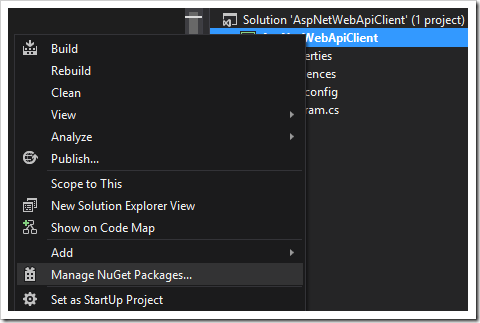 Solution 'AspNetWebApiClient' (1 project)
NetWebApiClient
Build
erties
Rebuild
ences
Clean
config
View
ram.cs
Analyze
Publish...
Scope to This
New Solution Explorer View
Show on Code Map
Add
Manage NuGet Packages...
Set as StartUp Project